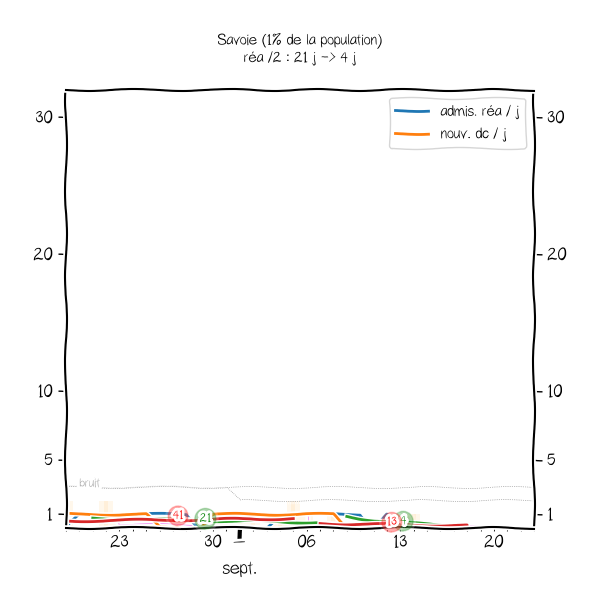 Savoie (1% de la population)
réa /2 : 21 j -> 4 j
admis. réa / j
nouv. dc / j
30 30
20 20
10 10
5 5
bruit
1 41 21 13 4 1
23 30 1 06 13 20
sept.